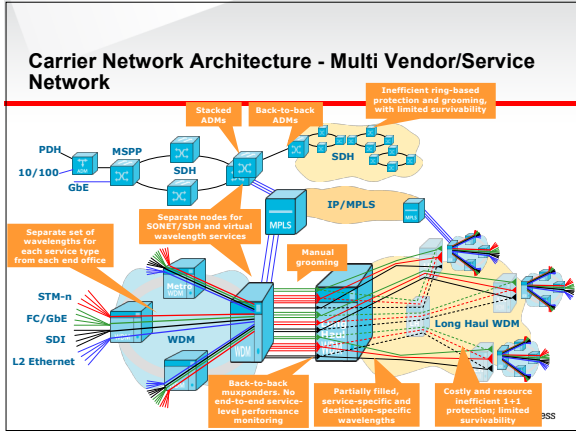 Carrier Network Architecture - Multi Vendor/Service
Network
Inefficient ring-based
protection and grooming,
with limited survivability
Stacked
ADMs
Back-to-back
ADMs
PDH
MSPP
10/100
ADM
SDH
SDH
GbE
IP/MPLS
MPLS
MPLS
Separate nodes for
SONET/SDH and virtual
wavelength services
Separate set of
wavelengths for
each service type
from each end office
Manual
grooming
Metro
WDM
STM-n
FC/GbE
SDI
L2 Ethernet
WDM
WDM
Long Haul WDM
Back-to-back
muxponders. No
end-to-end service-
level performance
monitoring
Partially filled,
service-specific and
destination-specific
wavelengths
Costly and resource
inefficient 1+1
protection; limited
survivability